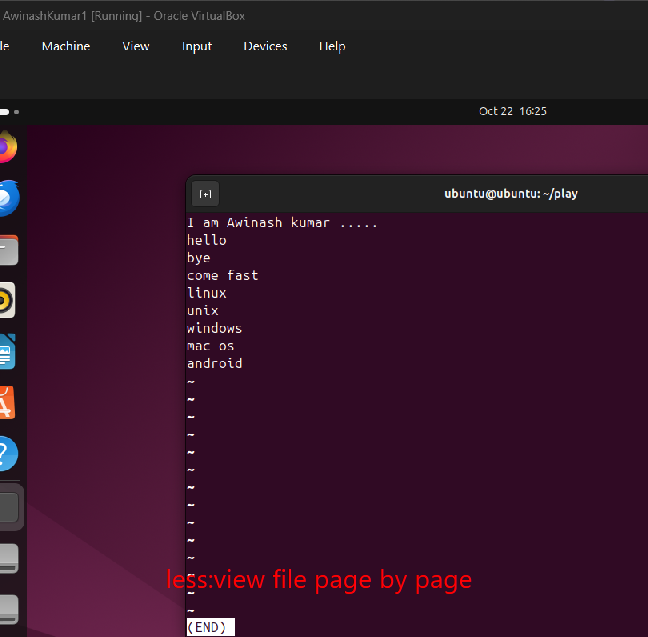 AwinashKumar1 [Running] - Oracle VirtualBox
le Machine View Input Devices Help
Oct 22 16:25
ubuntu@ubuntu: ~/play
I am Awinash kumar .....
hello
bye
come fast
linux
unix
windows
mac os
android
~
~
~
~
~
~
~
~
~
~
~
less:view file page by page
~
~
~
(END)